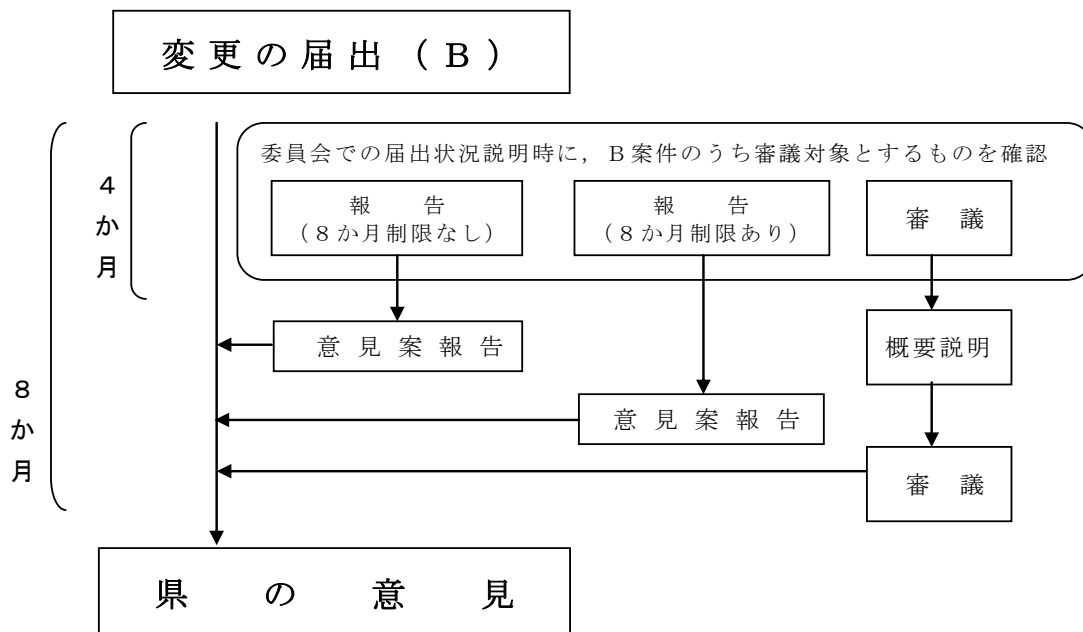 変更の届出（B）
委員会での届出状況説明時に，B案件のうち審議対象とするものを確認
4か月
報　告
（8か月制限なし）
報　告
（8か月制限あり）
審　議
意見案報告
概要説明
8か月
意見案報告
審　議
県の意見